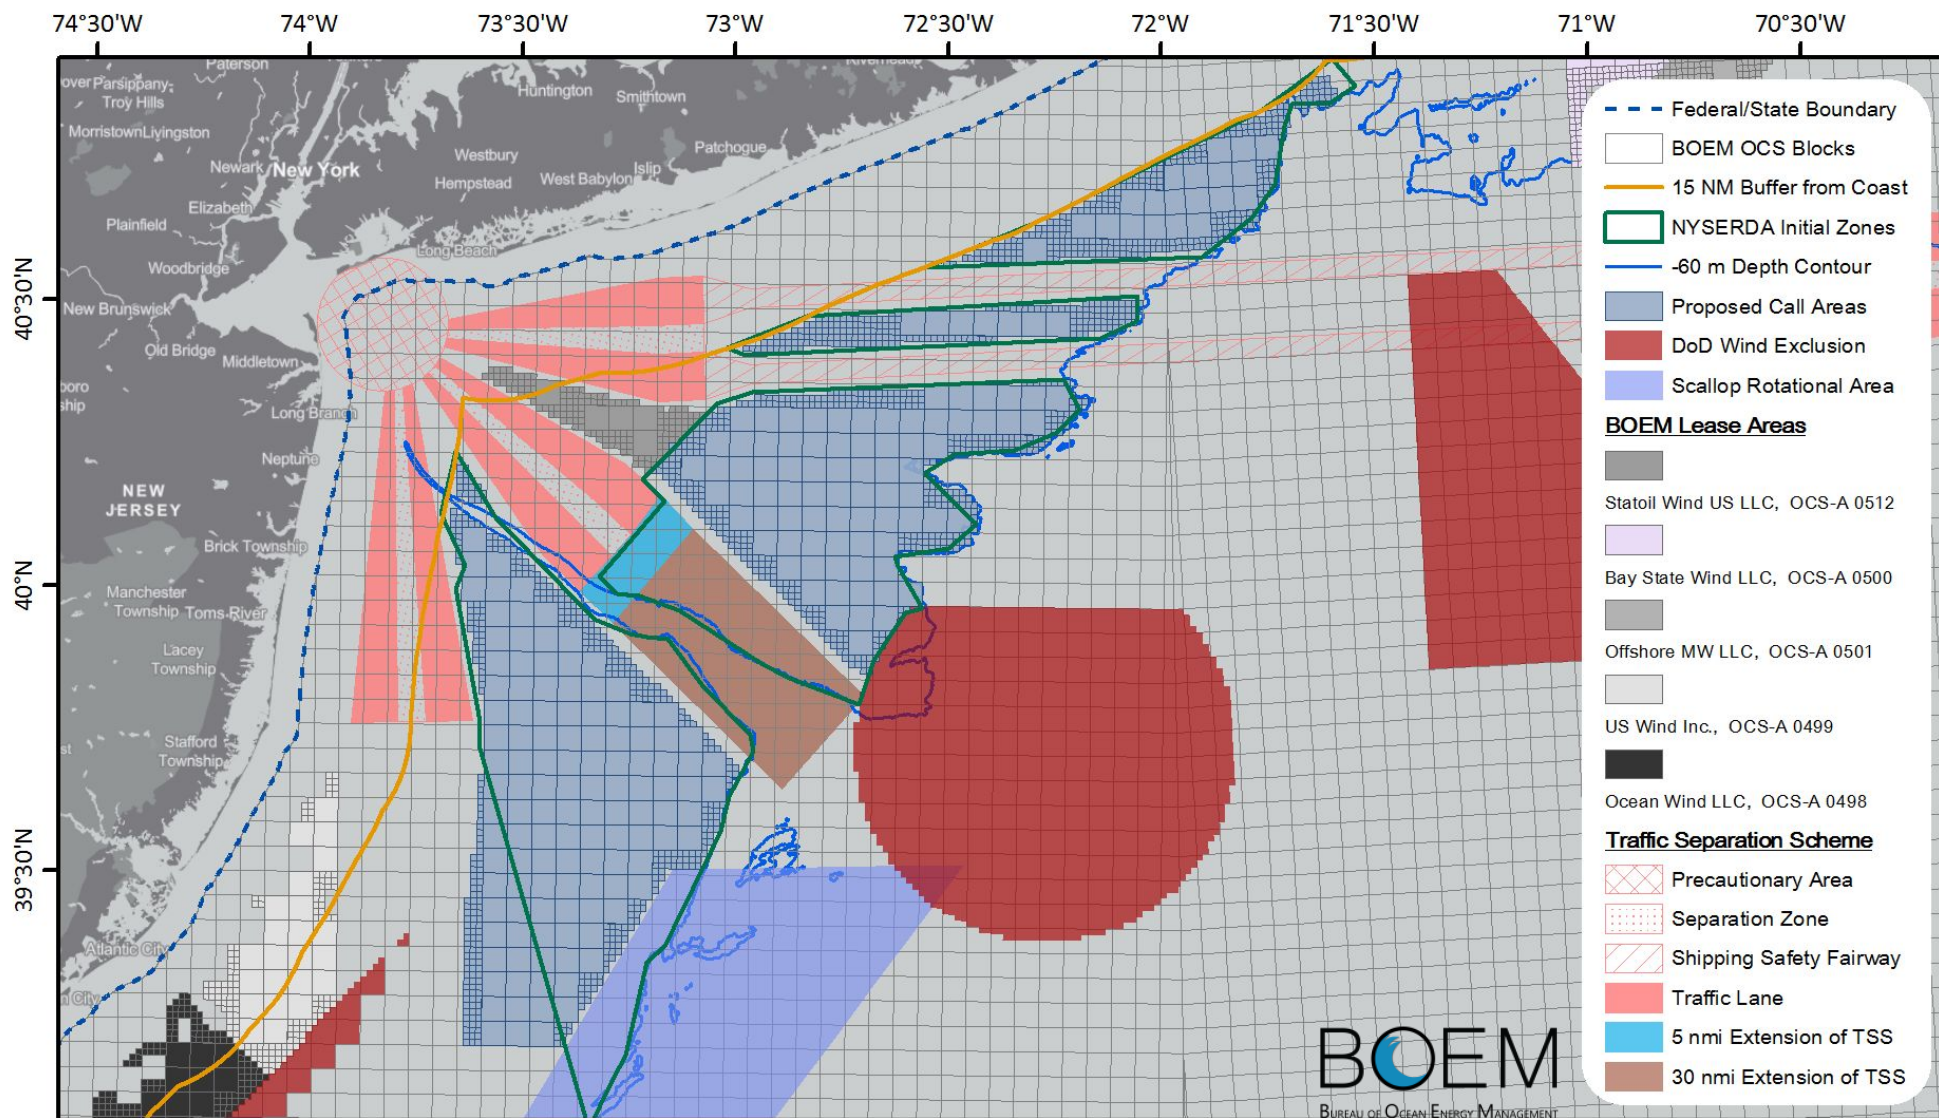 74°30'W 74°W 73°30'W 73°W 72°30'W 72°W 71°30'W 71°W 70°30'W
40°30'N
40°N
39°30'N
Paterson
over Parsippany-
Troy Hills
Morristown Livingston
Newark
New York
Elizabeth
Plainfield
Woodbridge
New Brunswick
Old Bridge
Middletown
boro
ship
Long Branch
Neptune
NEW
JERSEY
Brick Township
Manchester
Township
Toms River
Lacey
Township
Stafford
Township
st
Atlantic City
n City
Huntington
Smithtown
Riverhead
Westbury
Hempstead
West Babylon
Islip
Patchogue
Long Beach
Federal/State Boundary
BOEM OCS Blocks
15 NM Buffer from Coast
NYSERDA Initial Zones
-60 m Depth Contour
Proposed Call Areas
DoD Wind Exclusion
Scallop Rotational Area
BOEM Lease Areas
Statoil Wind US LLC, OCS-A 0512
Bay State Wind LLC, OCS-A 0500
Offshore MW LLC, OCS-A 0501
US Wind Inc., OCS-A 0499
Ocean Wind LLC, OCS-A 0498
Traffic Separation Scheme
Precautionary Area
Separation Zone
Shipping Safety Fairway
Traffic Lane
5 nmi Extension of TSS
30 nmi Extension of TSS
BOEM
BUREAU OF OCEAN ENERGY MANAGEMENT